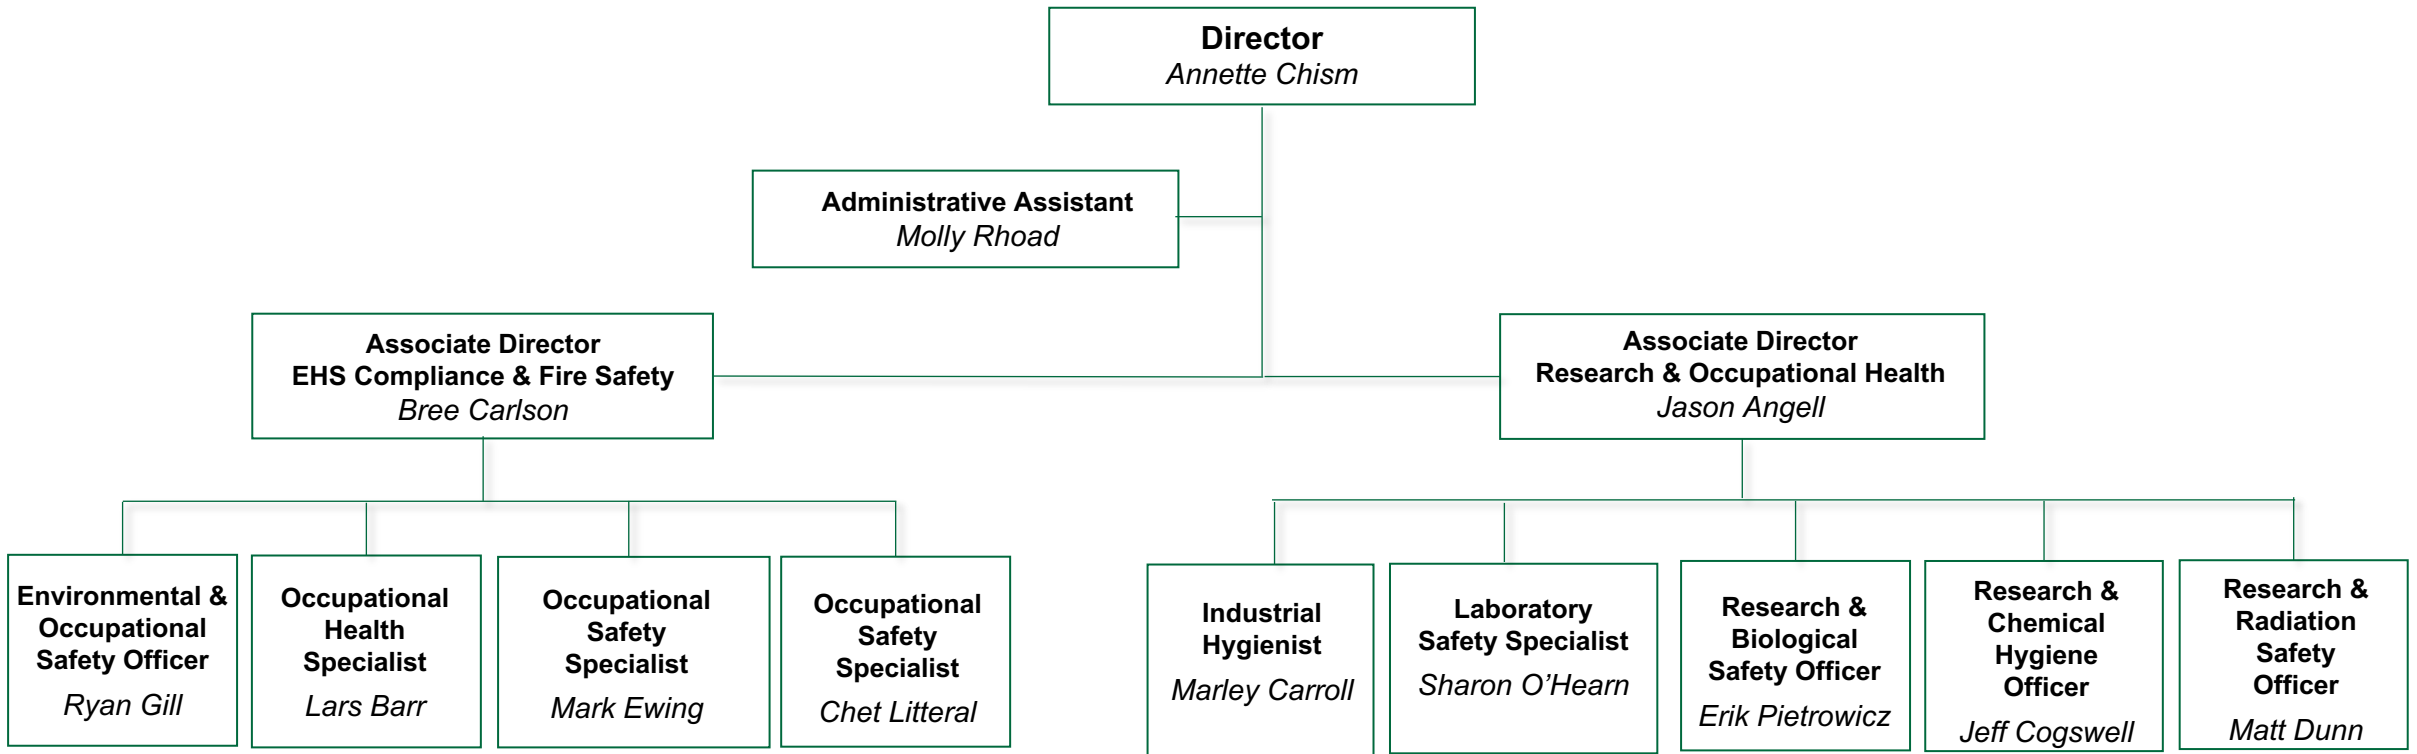 Director
Annette Chism
Administrative Assistant
Molly Rhoad
Associate Director
EHS Compliance & Fire Safety
Bree Carlson
Associate Director
Research & Occupational Health
Jason Angell
Environmental &
Occupational
Safety Officer
Ryan Gill
Occupational
Health
Specialist
Lars Barr
Occupational
Safety
Specialist
Mark Ewing
Occupational
Safety
Specialist
Chet Litteral
Industrial
Hygienist
Marley Carroll
Laboratory
Safety Specialist
Sharon O’Hearn
Research &
Biological
Safety Officer
Erik Pietrowicz
Research &
Chemical
Hygiene
Officer
Jeff Cogswell
Research &
Radiation
Safety
Officer
Matt Dunn